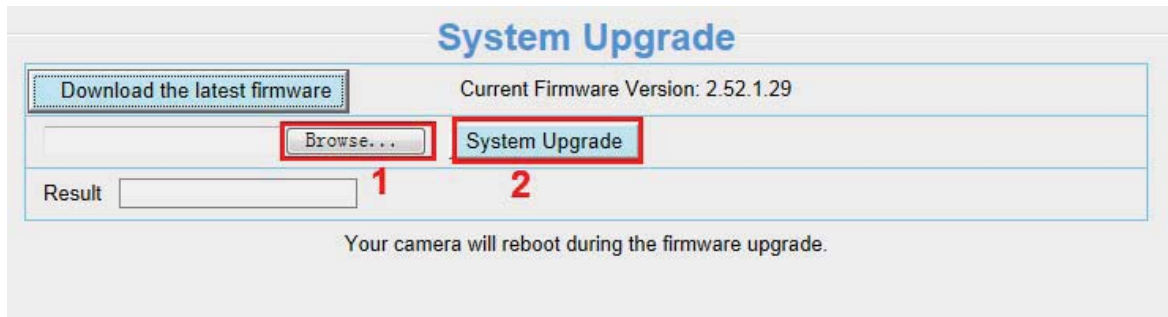 System Upgrade
Download the latest firmware Current Firmware Version: 2.52.1.29
Browse... System Upgrade
1 2
Result
Your camera will reboot during the firmware upgrade.